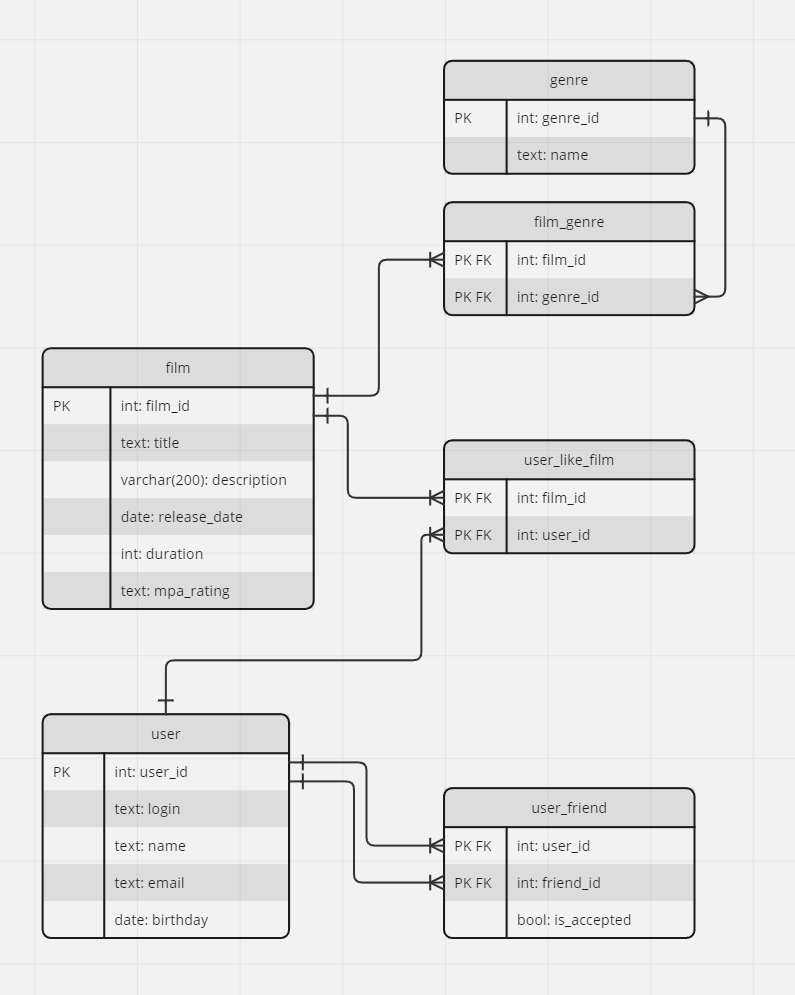 genre
PK int: genre_id
text: name
film_genre
PK FK int: film_id
PK FK int: genre_id
film
PK int: film_id
text: title
varchar(200): description
date: release_date
int: duration
text: mpa_rating
user_like_film
PK FK int: film_id
PK FK int: user_id
user
PK int: user_id
text: login
text: name
text: email
date: birthday
user_friend
PK FK int: user_id
PK FK int: friend_id
bool: is_accepted